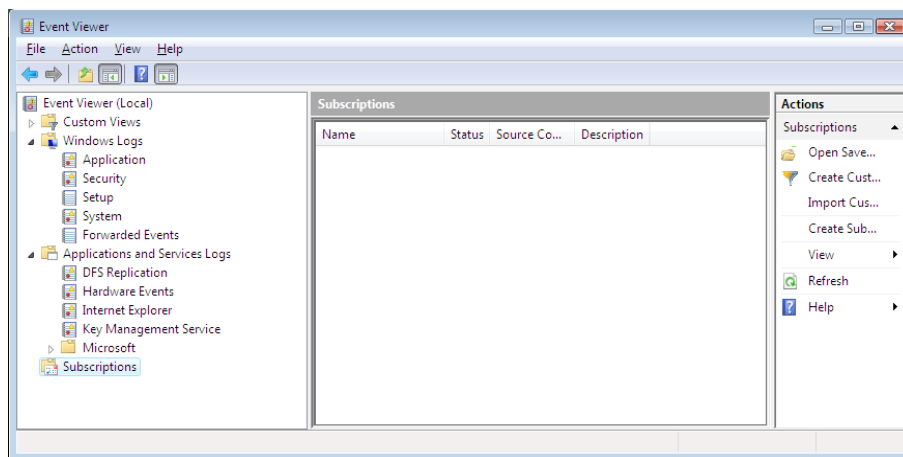 Event Viewer
File Action View Help
Event Viewer (Local)
Custom Views
Windows Logs
Application
Security
Setup
System
Forwarded Events
Applications and Services Logs
DFS Replication
Hardware Events
Internet Explorer
Key Management Service
Microsoft
Subscriptions
Subscriptions
Name Status Source Co... Description
Actions
Subscriptions
Open Save...
Create Cust...
Import Cus...
Create Sub...
View
Refresh
Help